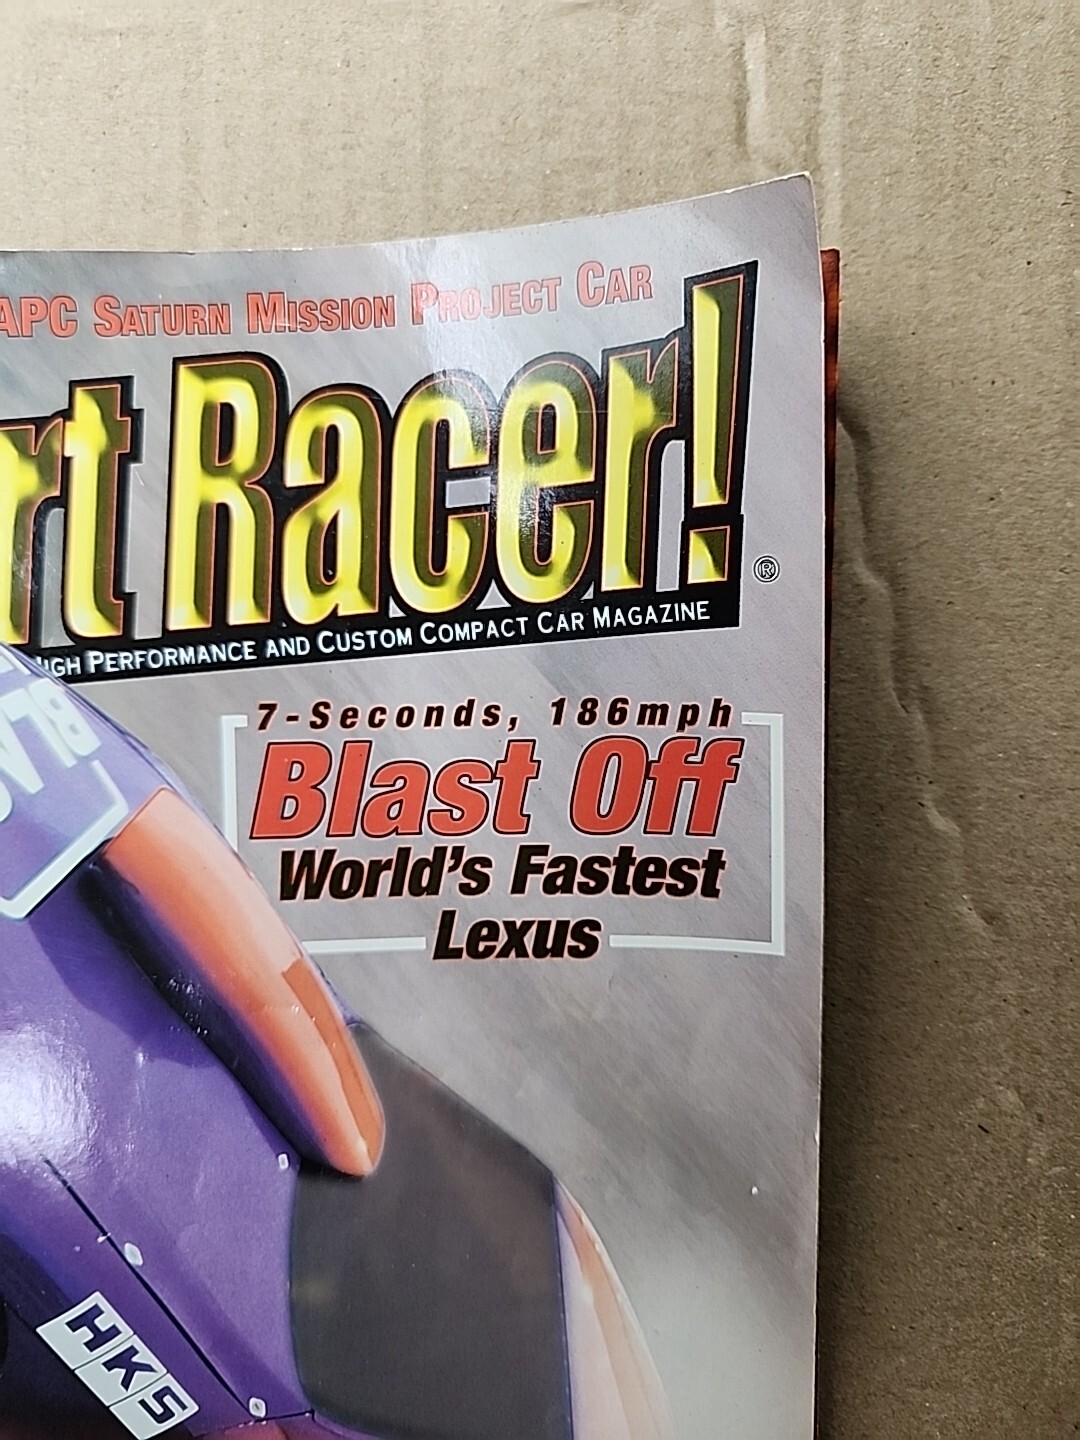 APC SATURN MISSION PROJECT CAR
rt Racer!
®
HIGH PERFORMANCE AND CUSTOM COMPACT CAR MAGAZINE
7-Seconds, 186mph
Blast Off
World's Fastest
Lexus
HKS